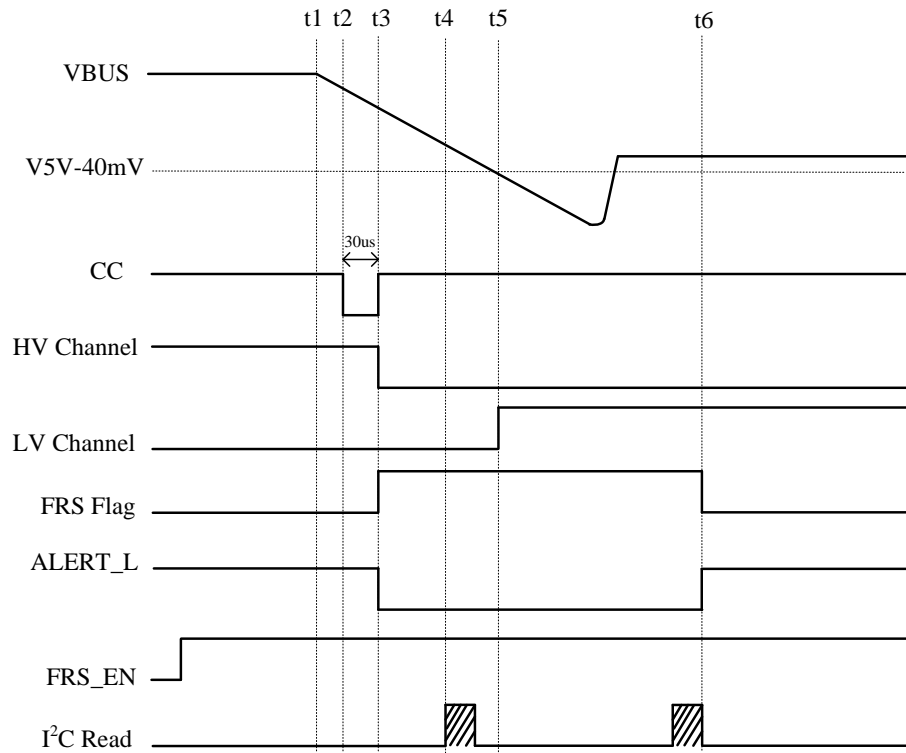 t1 t2 t3 t4 t5 t6
VBUS
V5V-40mV
30us
CC
HV Channel
LV Channel
FRS Flag
ALERT_L
FRS_EN
I²C Read